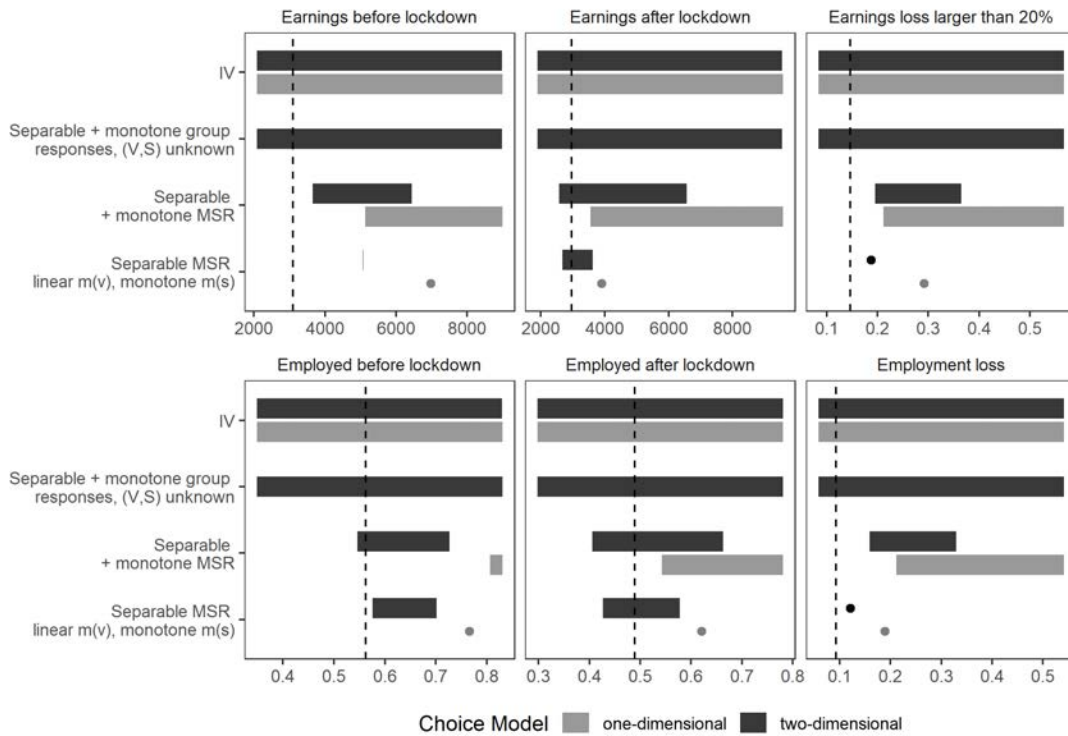 Earnings before lockdown
Earnings after lockdown
Earnings loss larger than 20%
IV
Separable + monotone group
responses, (V,S) unknown
Separable
+ monotone MSR
Separable MSR
linear m(v), monotone m(s)
2000 4000 6000 8000
2000 4000 6000 8000
0.1 0.2 0.3 0.4 0.5
Employed before lockdown
Employed after lockdown
Employment loss
IV
Separable + monotone group
responses, (V,S) unknown
Separable
+ monotone MSR
Separable MSR
linear m(v), monotone m(s)
0.4 0.5 0.6 0.7 0.8
0.3 0.4 0.5 0.6 0.7 0.8
0.1 0.2 0.3 0.4 0.5
Choice Model one-dimensional two-dimensional